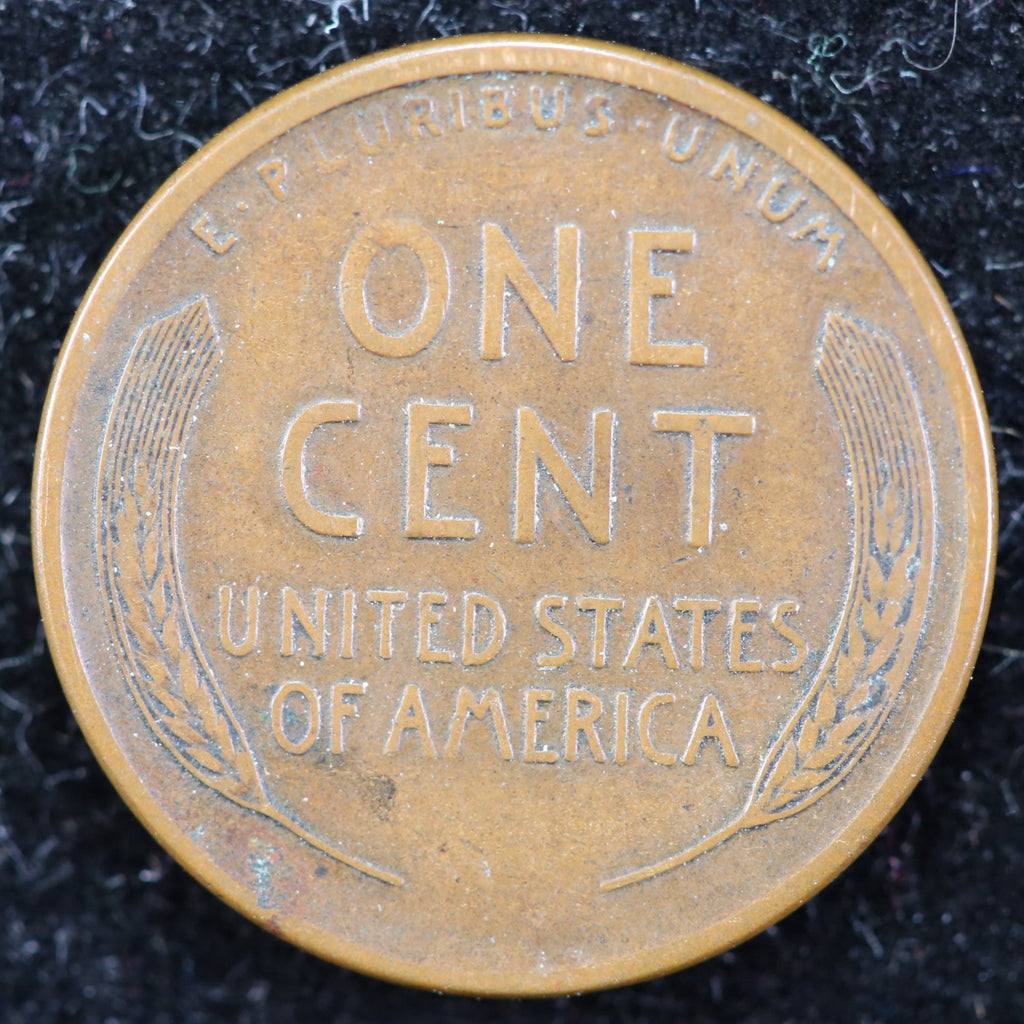 E·PLURIBUS·UNUM
ONE
CENT
UNITED STATES
OF AMERICA